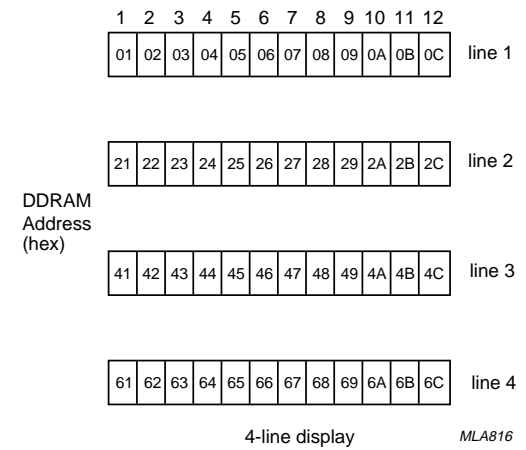 1 2 3 4 5 6 7 8 9 10 11 12
01 02 03 04 05 06 07 08 09 0A 0B 0C line 1
21 22 23 24 25 26 27 28 29 2A 2B 2C line 2
DDRAM
Address
(hex)
41 42 43 44 45 46 47 48 49 4A 4B 4C line 3
61 62 63 64 65 66 67 68 69 6A 6B 6C line 4
4-line display MLA816